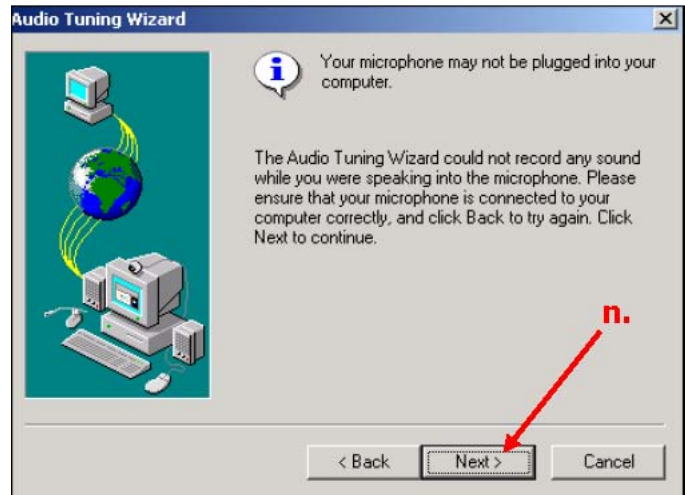 Audio Tuning Wizard
Your microphone may not be plugged into your
computer.
The Audio Tuning Wizard could not record any sound
while you were speaking into the microphone. Please
ensure that your microphone is connected to your
computer correctly, and click Back to try again. Click
Next to continue.
n.
< Back Next > Cancel